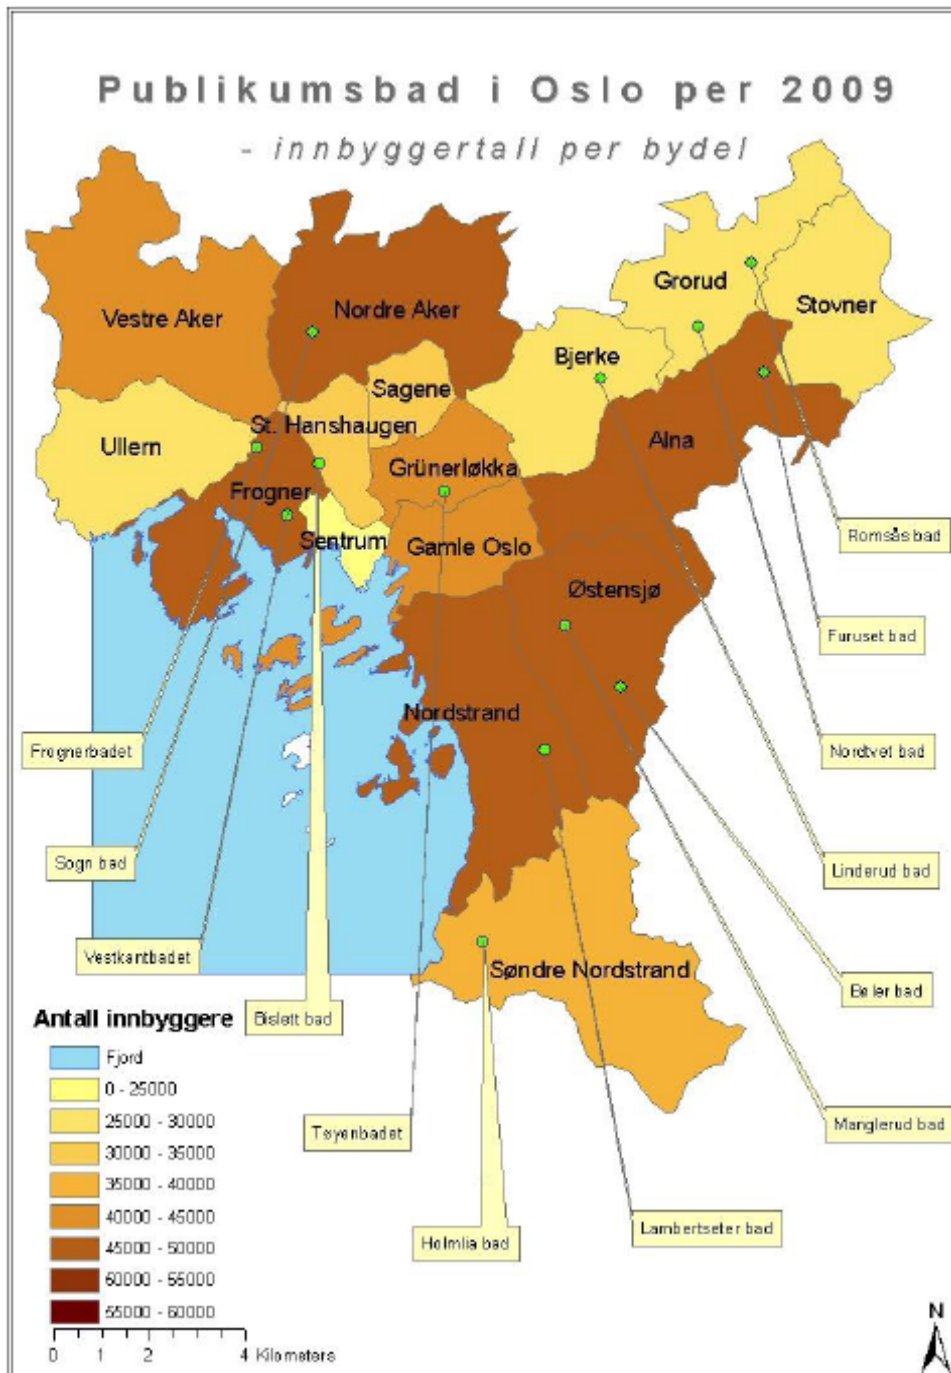 Publikumsbad i Oslo per 2009
- innbyggertall per bydel
Grorud
Stovner
Vestre Aker
Nordre Aker
Bjerke
Sagene
St. Hanshaugen
Ullern
Alna
Grünerløkka
Frogner
Sentrum
Gamle Oslo
Romsås bad
Østensjø
Furuset bad
Nordstrand
Frognerbadet
Nordtvet bad
Sogn bad
Linderud bad
Vestkantbadet
Søndre Nordstrand
Bøler bad
Bislett bad
Manglerud bad
Tøyenbadet
Lambertseter bad
Holmlia bad
Antall innbyggere
Fjord
0 - 25000
25000 - 30000
30000 - 35000
35000 - 40000
40000 - 45000
45000 - 50000
50000 - 55000
55000 - 60000
0 1 2 4 Kilometers
N